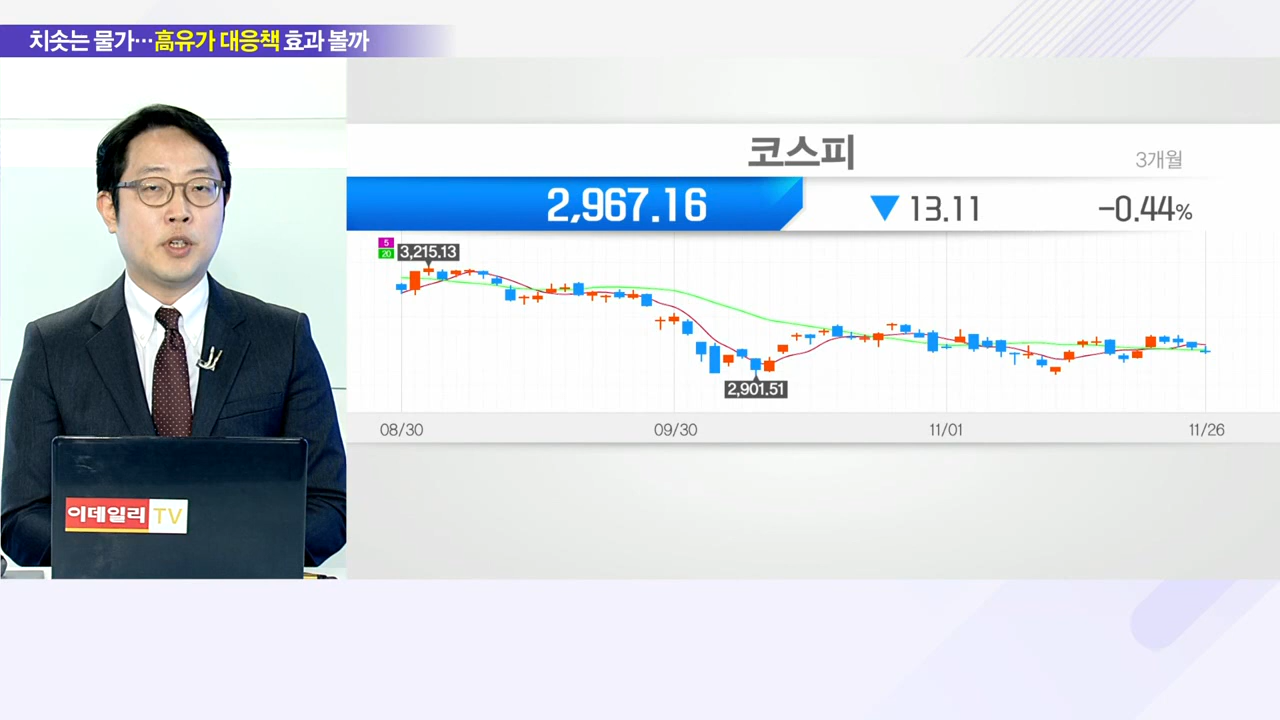 치솟는 물가…高유가 대응책 효과 볼까
코스피
3개월
2,967.16
▼ 13.11
-0.44%
5
20
3,215.13
2,901.51
08/30
09/30
11/01
11/26
이데일리 TV